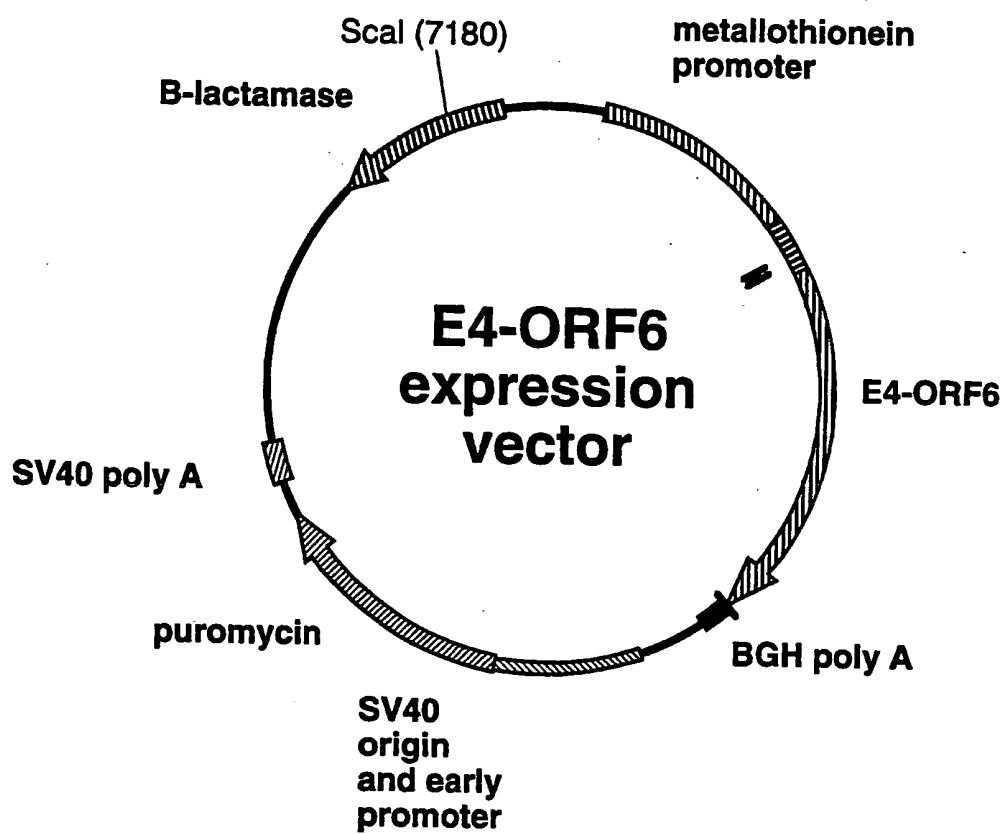 ScaI (7180)
metallothionein
promoter
B-lactamase
E4-ORF6
expression
vector
E4-ORF6
SV40 poly A
puromycin
BGH poly A
SV40
origin
and early
promoter